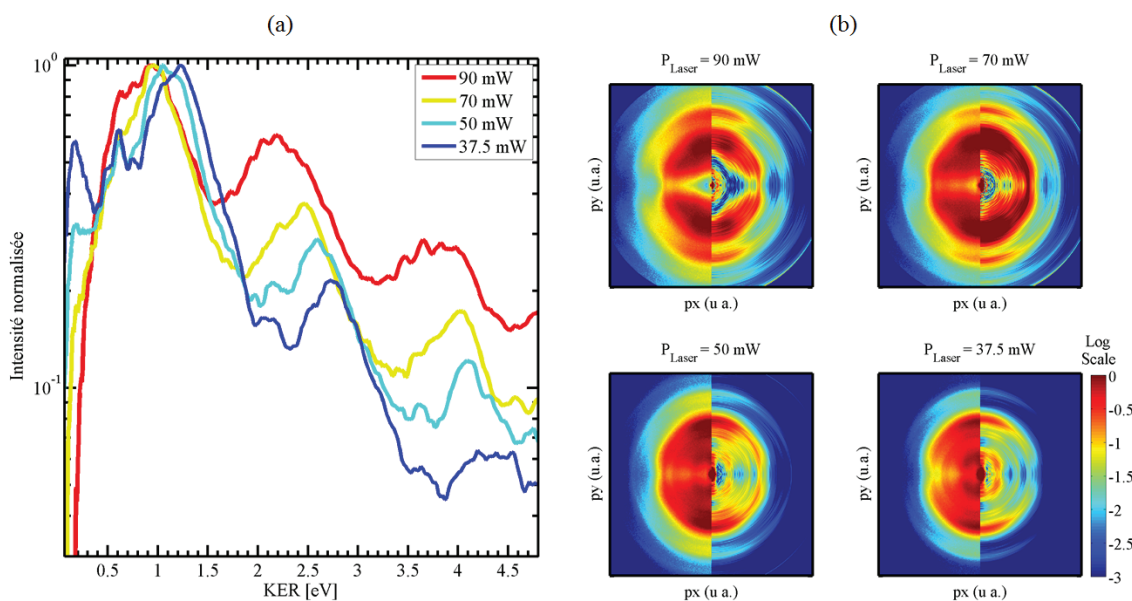 (a)
(b)
Intensité normalisée
10⁰
10⁻¹
90 mW
70 mW
50 mW
37.5 mW
0.5 1 1.5 2 2.5 3 3.5 4 4.5
KER [eV]
P_Laser = 90 mW
P_Laser = 70 mW
py (u.a.)
py (u.a.)
px (u a.)
px (u a.)
P_Laser = 50 mW
P_Laser = 37.5 mW
Log
Scale
py (u.a.)
py (u.a.)
0
-0.5
-1
-1.5
-2
-2.5
-3
px (u a.)
px (u a.)